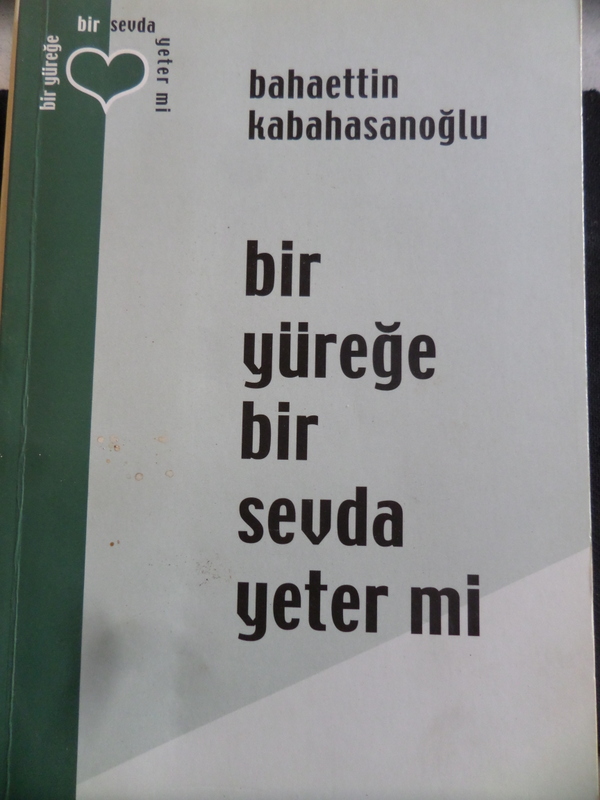 bir yüreğe
bir sevda
yeter mi
bahaettin
kabahasanoğlu
bir
yüreğe
bir
sevda
yeter mi